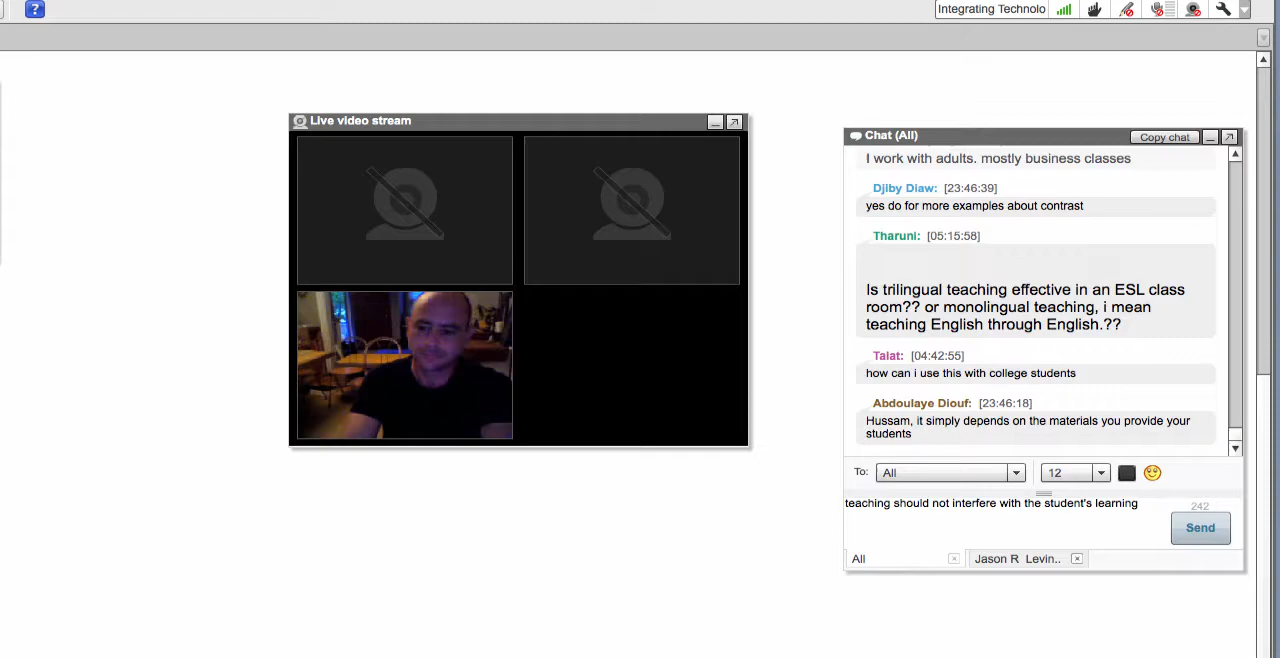 ?
Integrating Technolo
Live video stream
Chat (All)
Copy chat
I work with adults. mostly business classes
Djiby Diaw: [23:46:39]
yes do for more examples about contrast
Tharuni: [05:15:58]
Is trilingual teaching effective in an ESL class
room?? or monolingual teaching, i mean
teaching English through English.??
Talat: [04:42:55]
how can i use this with college students
Abdoulaye Diouf: [23:46:18]
Hussam, it simply depends on the materials you provide your
students
To:
All
12
teaching should not interfere with the student's learning
242
Send
All
Jason R Levin..